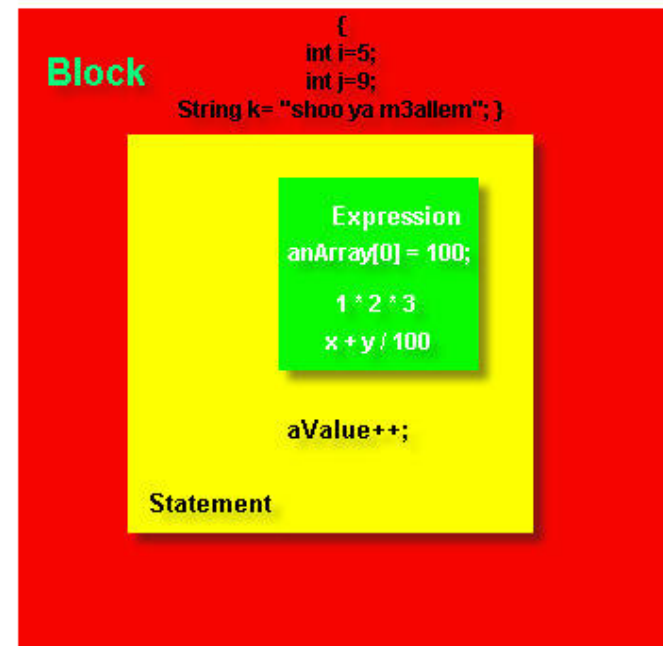 {
Block
int i=5;
int j=9;
String k= "shoo ya m3allem"; }
Expression
anArray[0] = 100;
1 * 2 * 3
x + y / 100
aValue++;
Statement